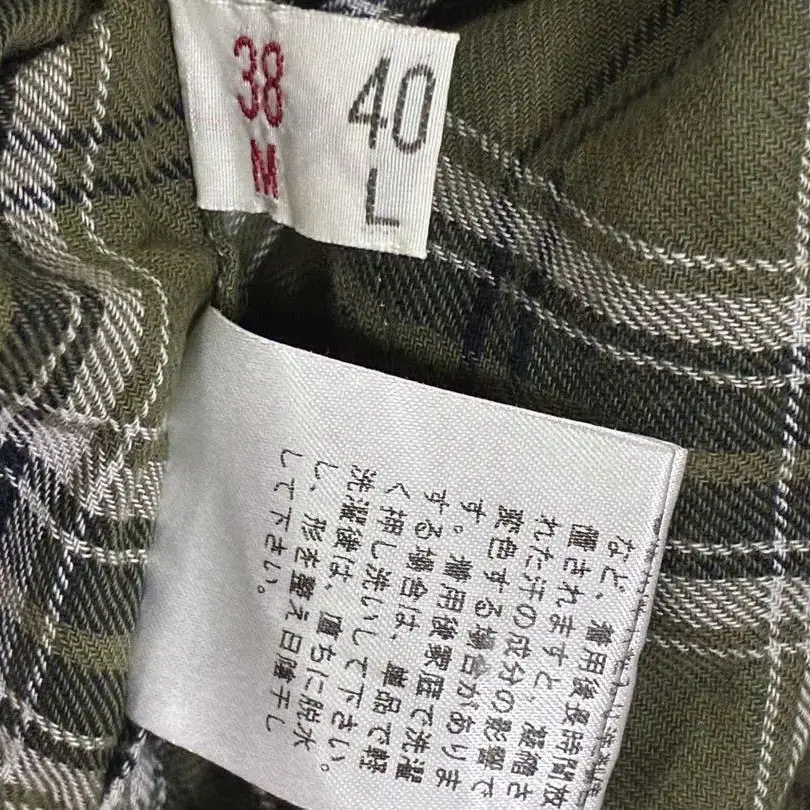 38
M
40
L
など、着用後長時間放
置されますと、凝縮さ
れた汗の成分の影響で
変色する場合がありま
す。着用後家庭で洗濯
する場合は、単品で軽
く押し洗いして下さい。
洗濯後は、直ちに脱水
し、形を整え日陰干し
して下さい。